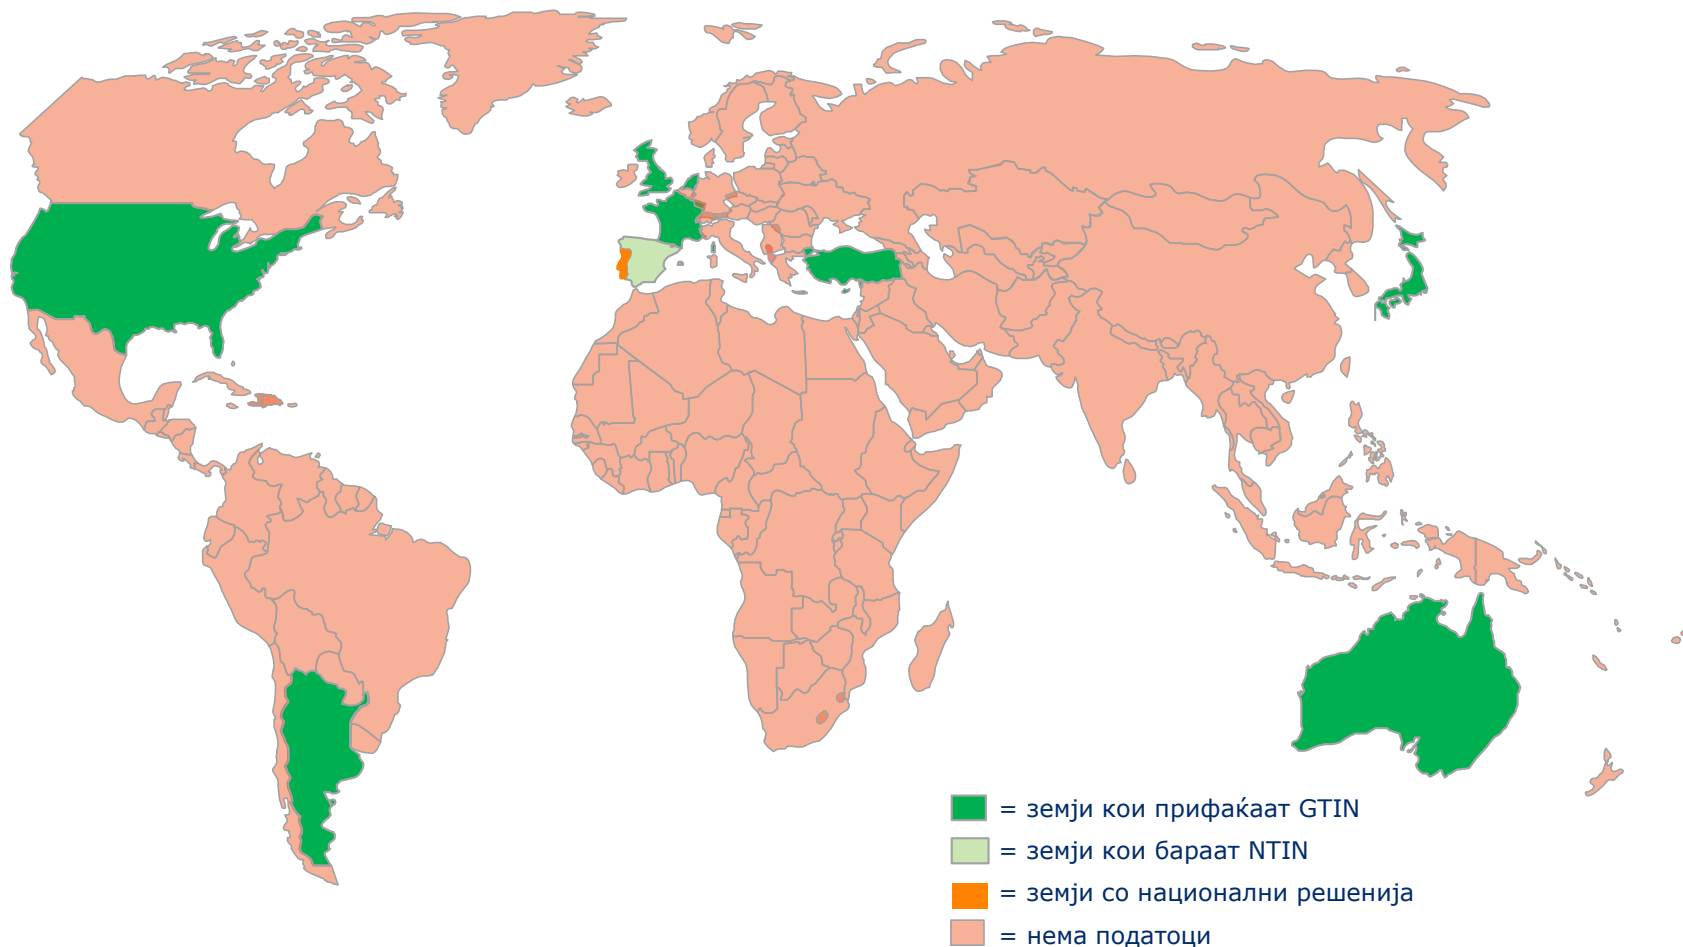 = земји кои прифаќаат GTIN
= земји кои бараат NTIN
= земји со национални решенија
= нема податоци